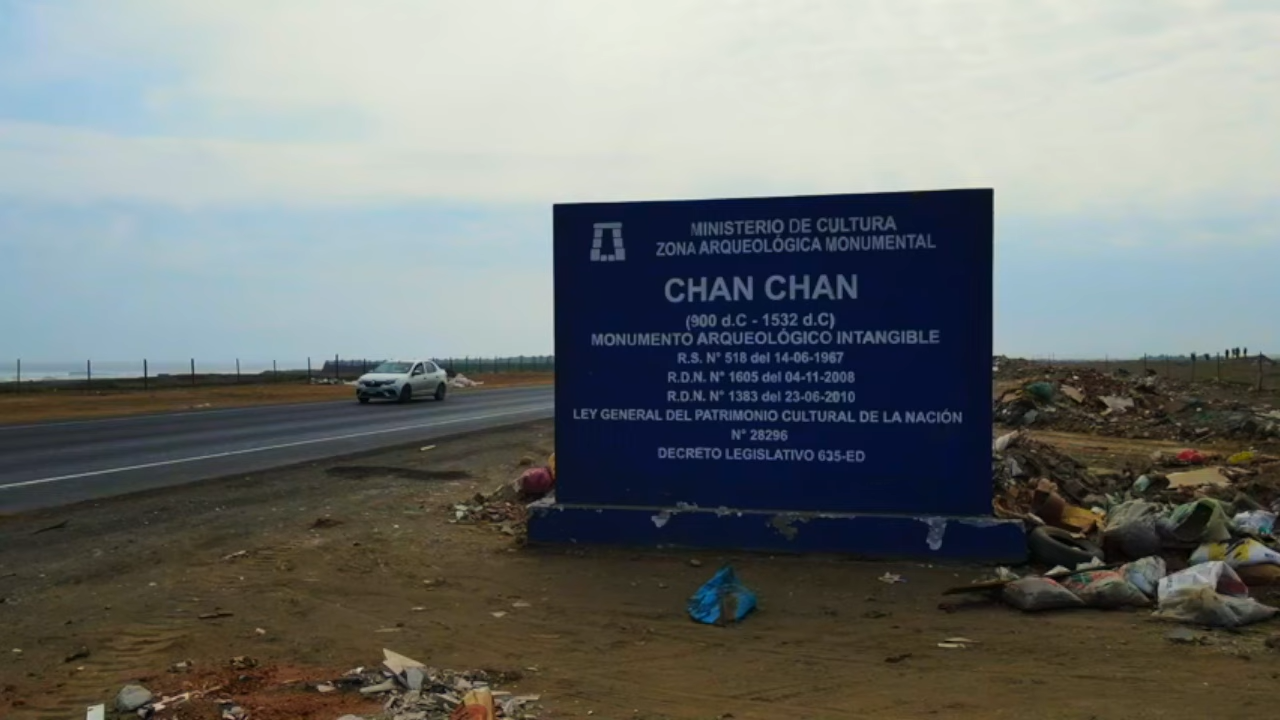 MINISTERIO DE CULTURA
ZONA ARQUEOLÓGICA MONUMENTAL
CHAN CHAN
(900 d.C - 1532 d.C)
MONUMENTO ARQUEOLÓGICO INTANGIBLE
R.S. N° 518 del 14-06-1967
R.D.N. N° 1605 del 04-11-2008
R.D.N. N° 1383 del 23-06-2010
LEY GENERAL DEL PATRIMONIO CULTURAL DE LA NACIÓN
N° 28296
DECRETO LEGISLATIVO 635-ED